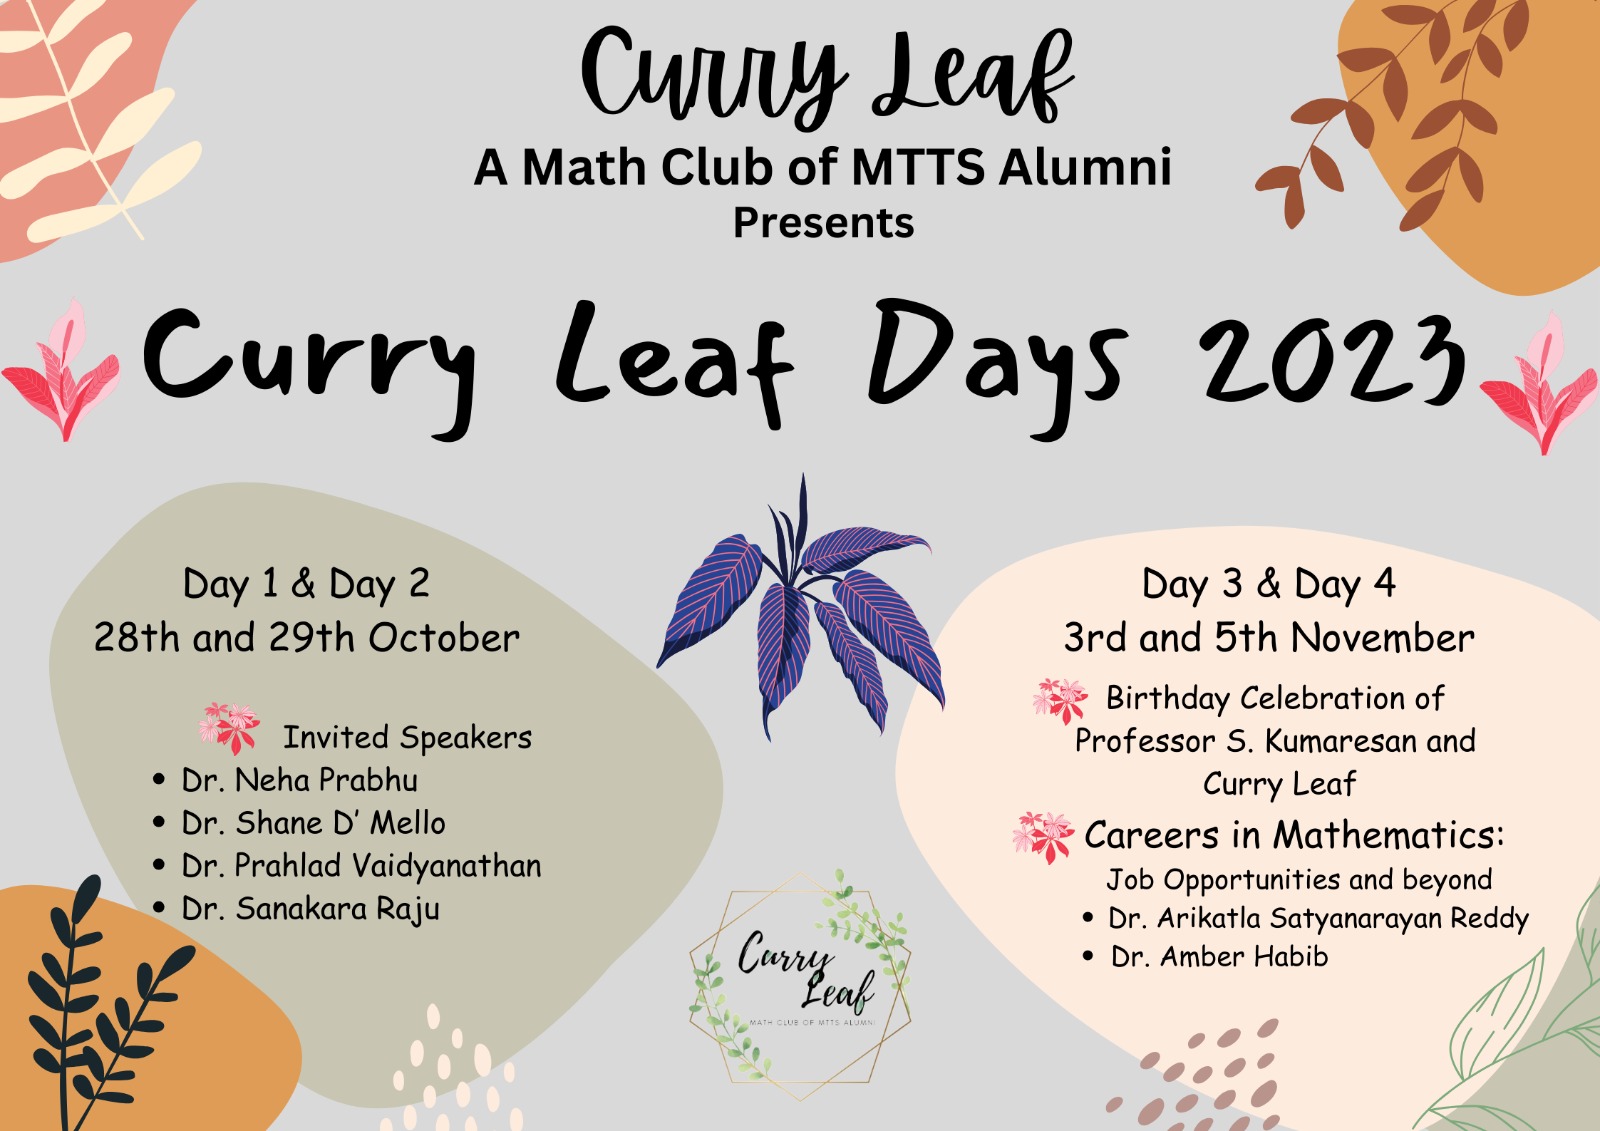 Curry Leaf
A Math Club of MTTS Alumni
Presents
Curry Leaf Days 2023
Day 1 & Day 2
28th and 29th October
Invited Speakers
• Dr. Neha Prabhu
• Dr. Shane D' Mello
• Dr. Prahlad Vaidyanathan
• Dr. Sanakara Raju
Day 3 & Day 4
3rd and 5th November
Birthday Celebration of
Professor S. Kumaresan and
Curry Leaf
Careers in Mathematics:
Job Opportunities and beyond
• Dr. Arikatla Satyanarayan Reddy
• Dr. Amber Habib
Curry
Leaf
MATH CLUB OF MTTS ALUMNI